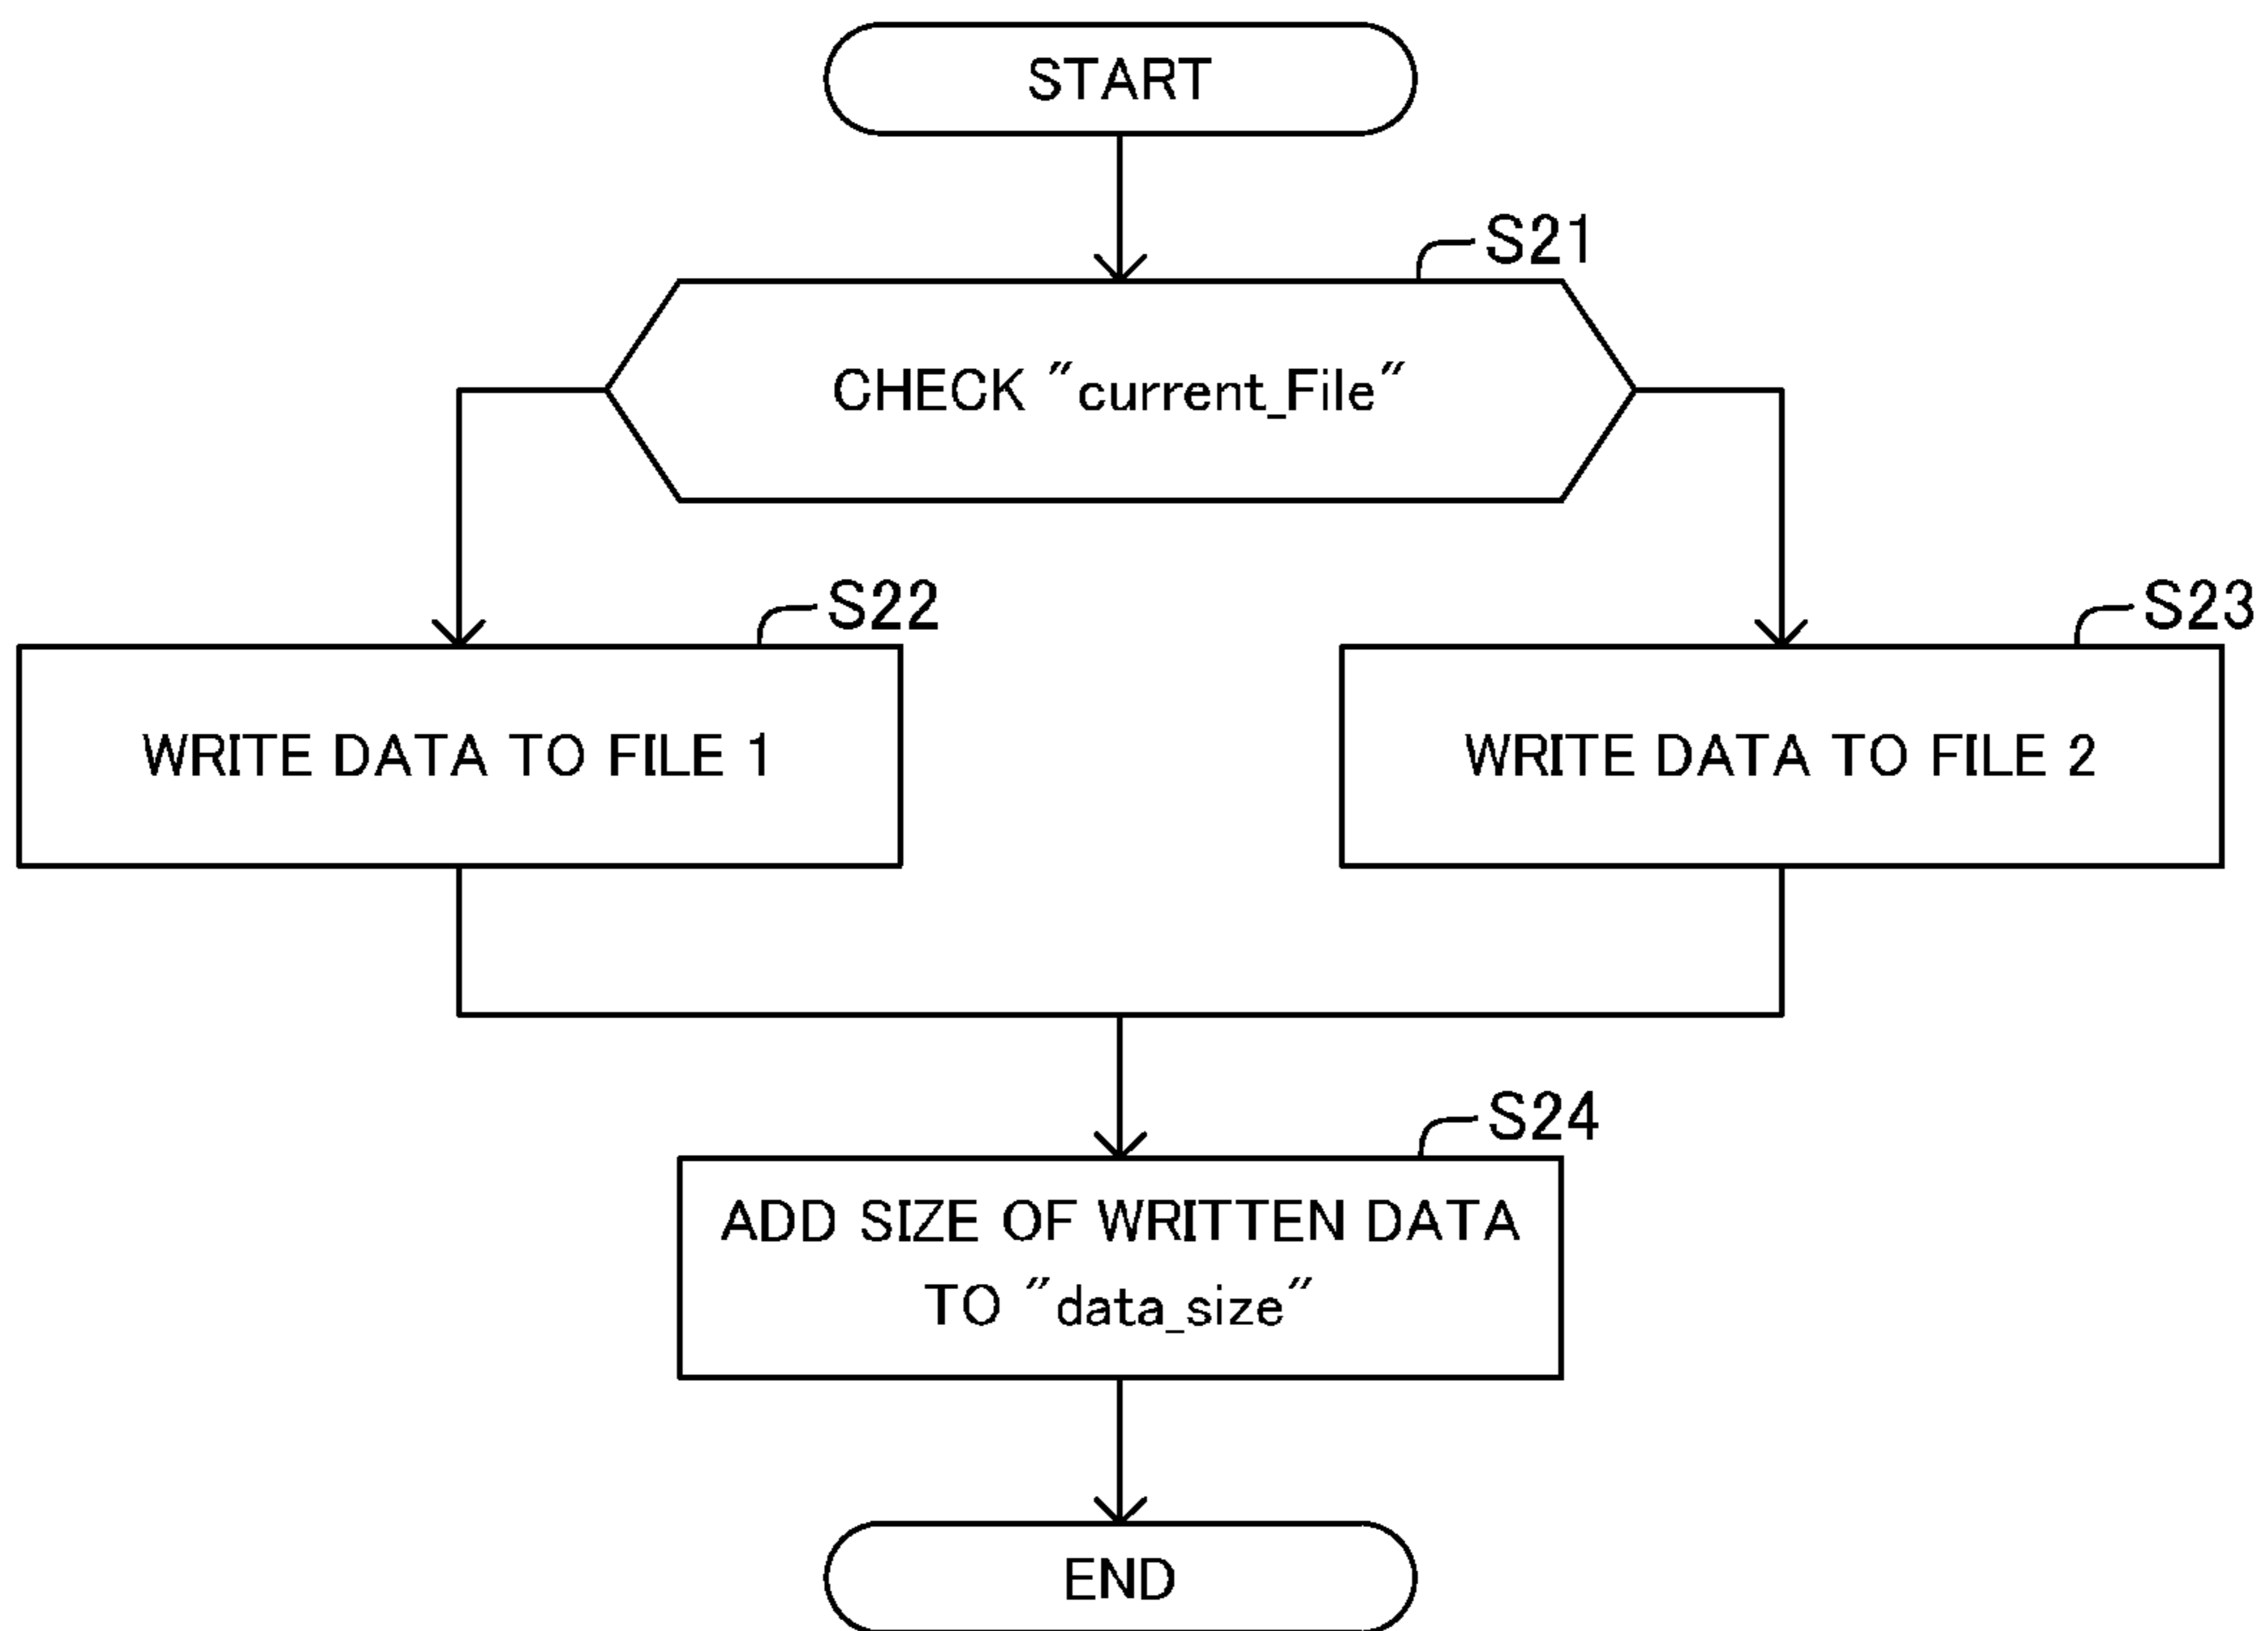 START
S21
CHECK "current_File"
S22
S23
WRITE DATA TO FILE 1
WRITE DATA TO FILE 2
S24
ADD SIZE OF WRITTEN DATA
TO "data_size"
END